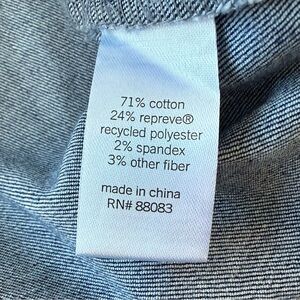 71% cotton
24% repreve®
recycled polyester
2% spandex
3% other fiber
made in china
RN# 88083